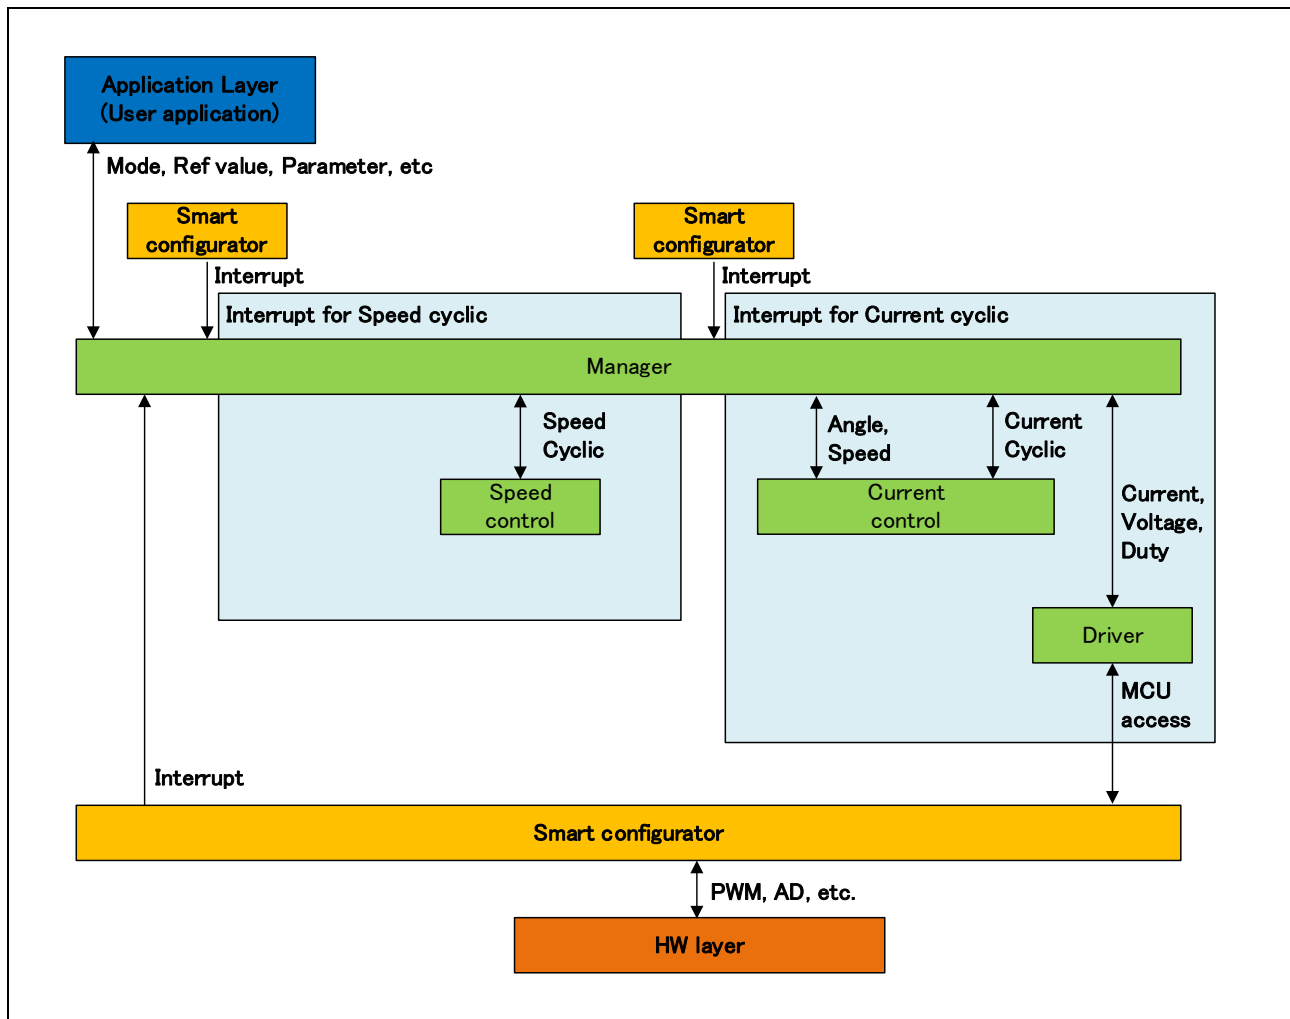 Application Layer
(User application)
Mode, Ref value, Parameter, etc
Smart
configurator
Smart
configurator
Interrupt
Interrupt
Interrupt for Speed cyclic
Interrupt for Current cyclic
Manager
Speed
Cyclic
Angle,
Speed
Current
Cyclic
Speed
control
Current
control
Current,
Voltage,
Duty
Driver
MCU
access
Interrupt
Smart configurator
PWM, AD, etc.
HW layer